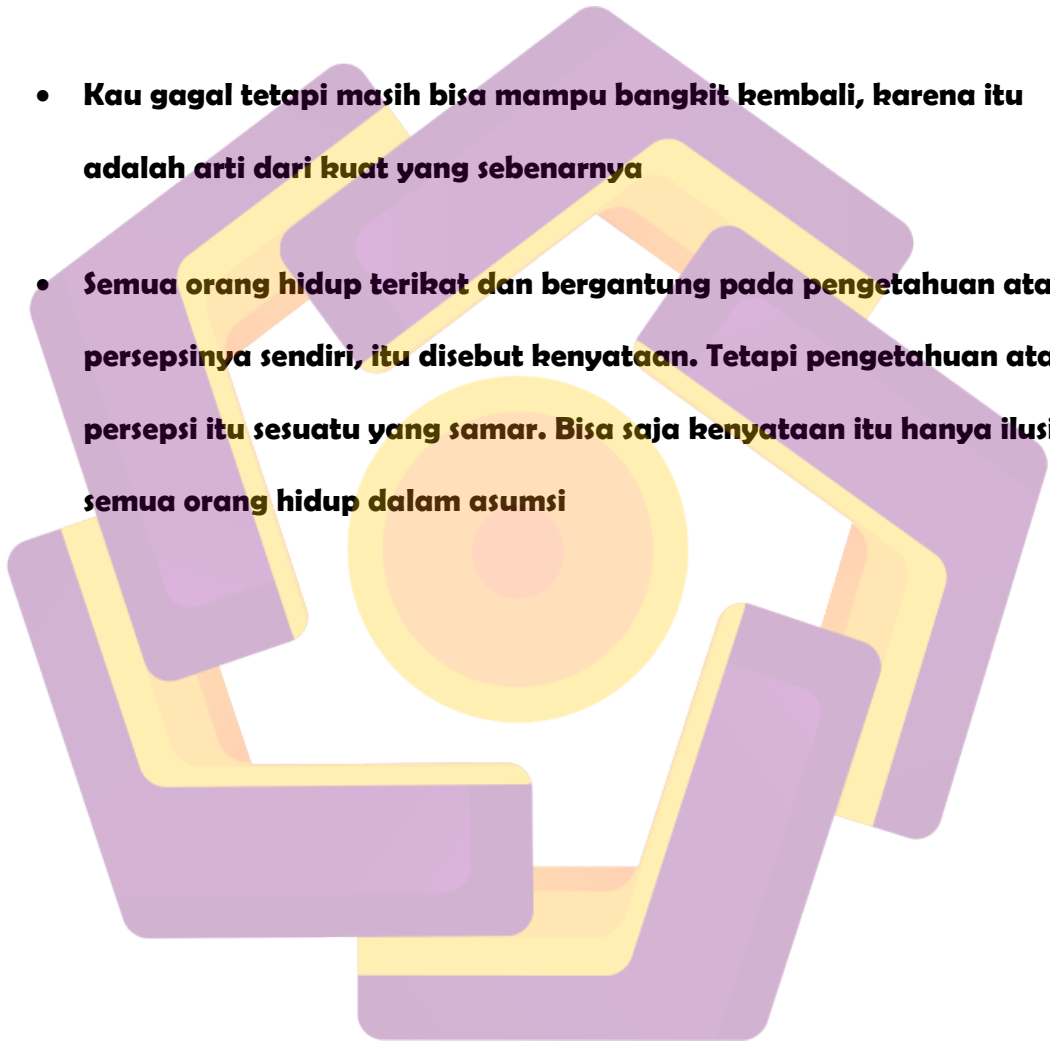 • Kau gagal tetapi masih bisa mampu bangkit kembali, karena itu
adalah arti dari kuat yang sebenarnya
• Semua orang hidup terikat dan bergantung pada pengetahuan ata
persepsinya sendiri, itu disebut kenyataan. Tetapi pengetahuan ata
persepsi itu sesuatu yang samar. Bisa saja kenyataan itu hanya ilusi
semua orang hidup dalam asumsi